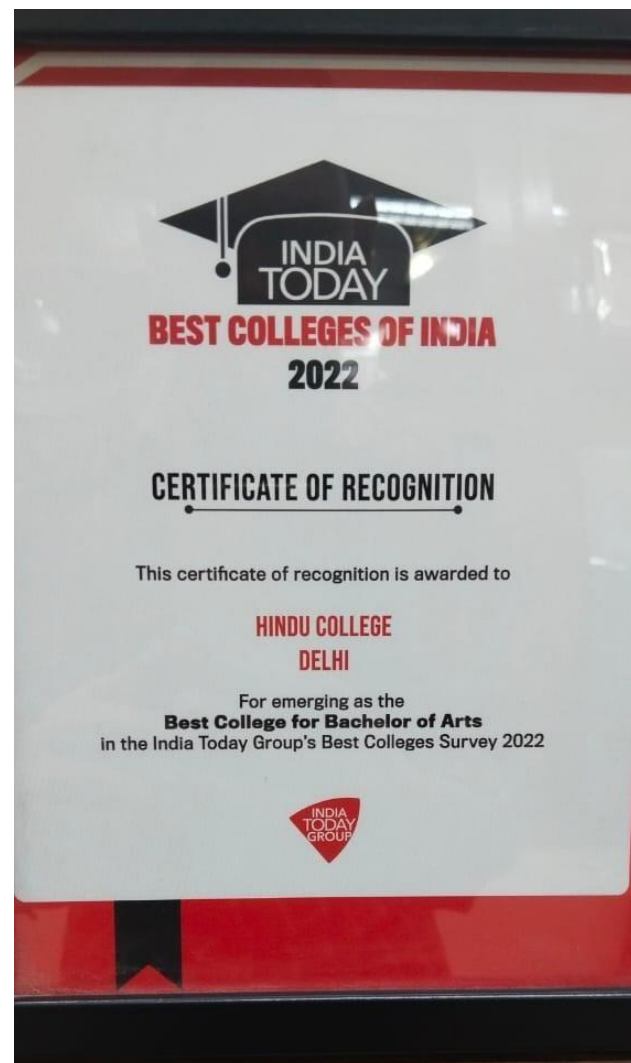 INDIA
TODAY
BEST COLLEGES OF INDIA
2022
CERTIFICATE OF RECOGNITION
This certificate of recognition is awarded to
HINDU COLLEGE
DELHI
For emerging as the
Best College for Bachelor of Arts
in the India Today Group's Best Colleges Survey 2022
INDIA
TODAY
GROUP